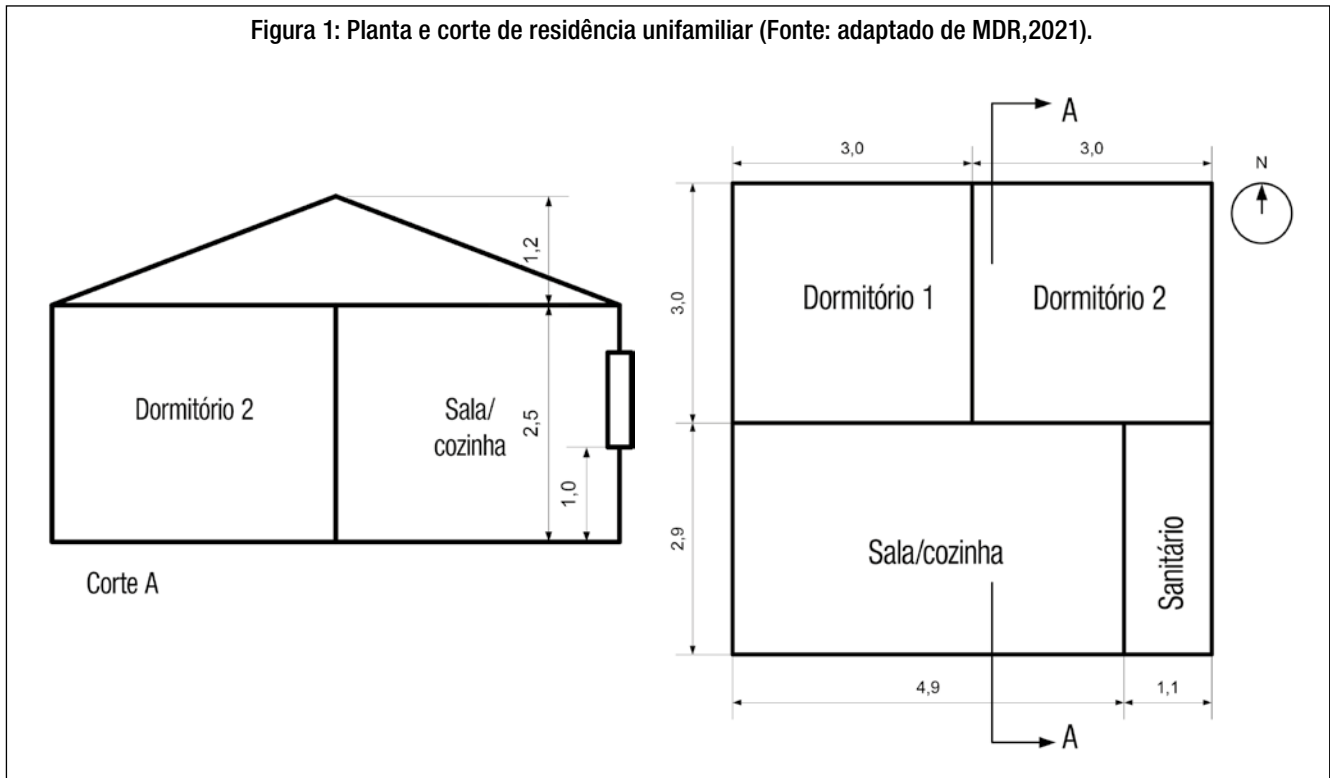 Figura 1: Planta e corte de residência unifamiliar (Fonte: adaptado de MDR,2021).
1,2
Dormitório 2
Sala/
cozinha
2,5
1,0
Corte A
A
3,0
3,0
N
3,0
Dormitório 1
Dormitório 2
2,9
Sala/cozinha
Sanitário
4,9
1,1
A